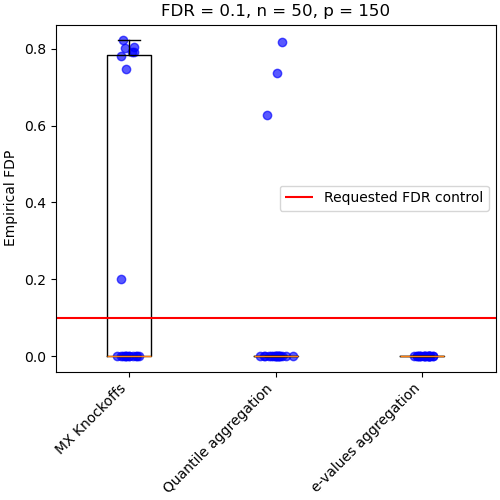 FDR = 0.1, n = 50, p = 150
0.8
0.6
0.4
0.2
0.0
Empirical FDP
Requested FDR control
MX Knockoffs
Quantile aggregation
e-values aggregation